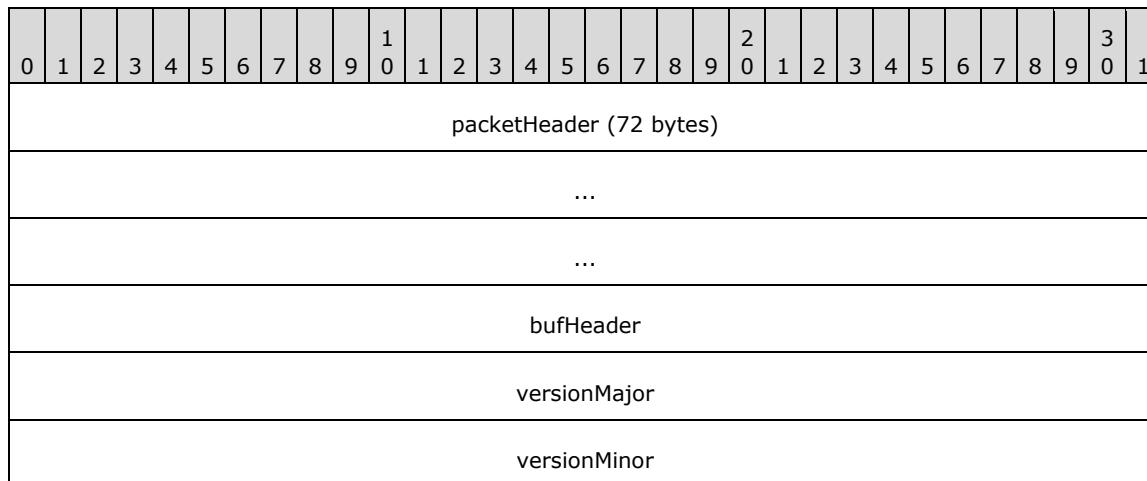 1 2 3
0 1 2 3 4 5 6 7 8 9 0 1 2 3 4 5 6 7 8 9 0 1 2 3 4 5 6 7 8 9 0 1
packetHeader (72 bytes)
...
...
bufHeader
versionMajor
versionMinor